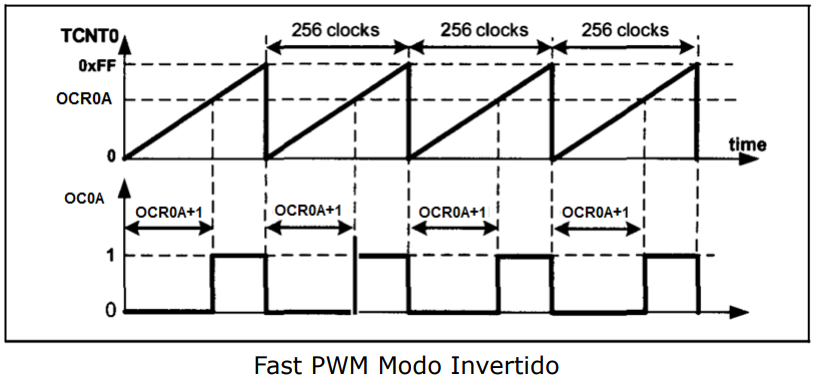 TCNT0
256 clocks 256 clocks 256 clocks
0xFF
OCR0A
0
time
OC0A
OCR0A+1 OCR0A+1 OCR0A+1 OCR0A+1
1
0
Fast PWM Modo Invertido